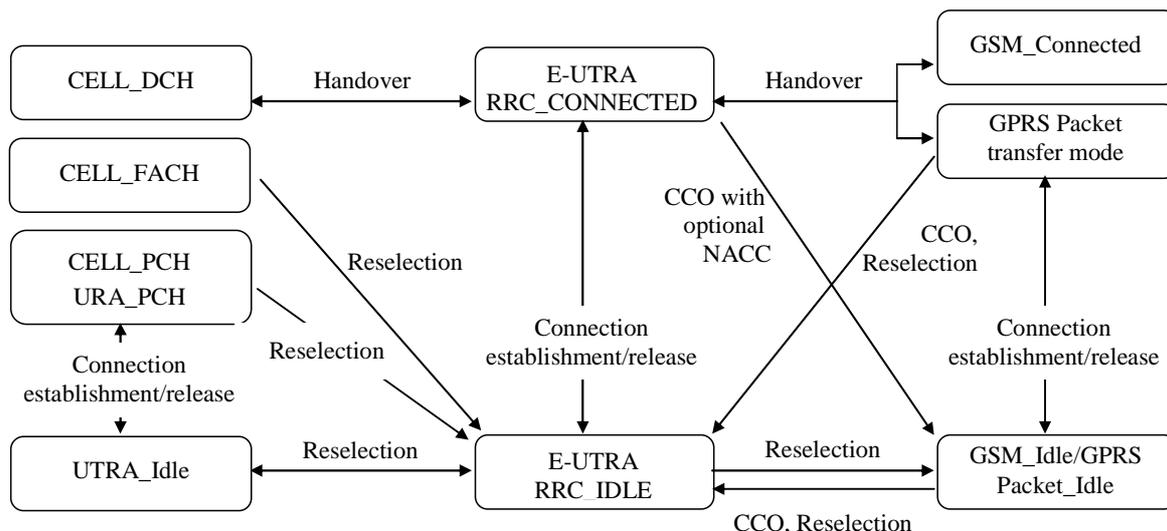 GSM_Connected
CELL_DCH
Handover
E-UTRA
RRC_CONNECTED
Handover
GPRS Packet
transfer mode
CELL_FACH
CCO with
optional
NACC
CCO,
Reselection
CELL_PCH
URA_PCH
Reselection
Reselection
Connection
establishment/release
Connection
establishment/release
Connection
establishment/release
UTRA_Idle
Reselection
E-UTRA
RRC_IDLE
Reselection
GSM_Idle/GPRS
Packet_Idle
CCO, Reselection